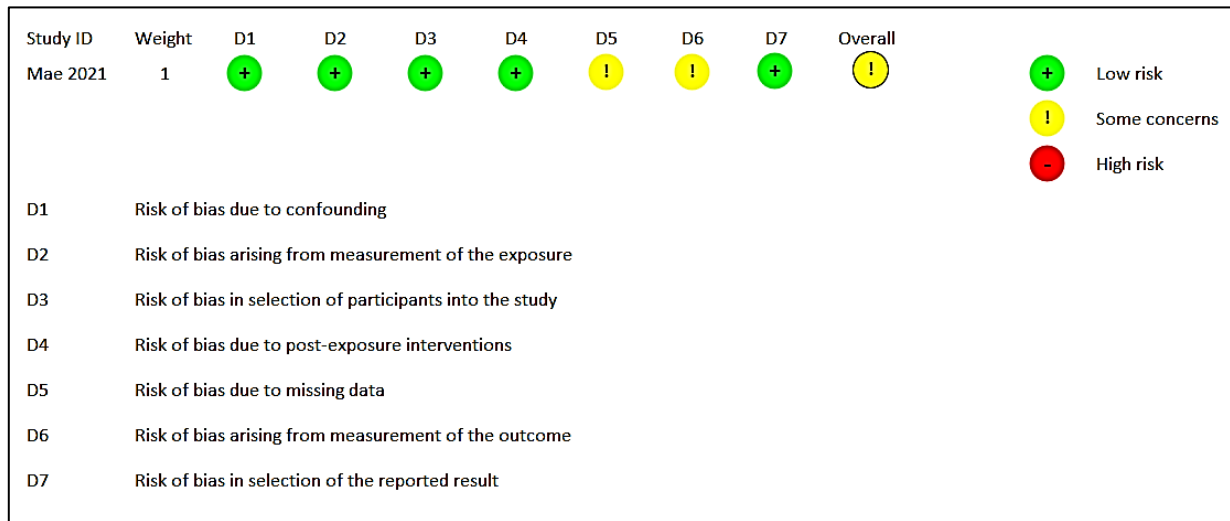 Study ID Weight D1 D2 D3 D4 D5 D6 D7 Overall
Mae 2021 1 + + + + ! ! + !
+ Low risk
! Some concerns
- High risk
D1 Risk of bias due to confounding
D2 Risk of bias arising from measurement of the exposure
D3 Risk of bias in selection of participants into the study
D4 Risk of bias due to post-exposure interventions
D5 Risk of bias due to missing data
D6 Risk of bias arising from measurement of the outcome
D7 Risk of bias in selection of the reported result